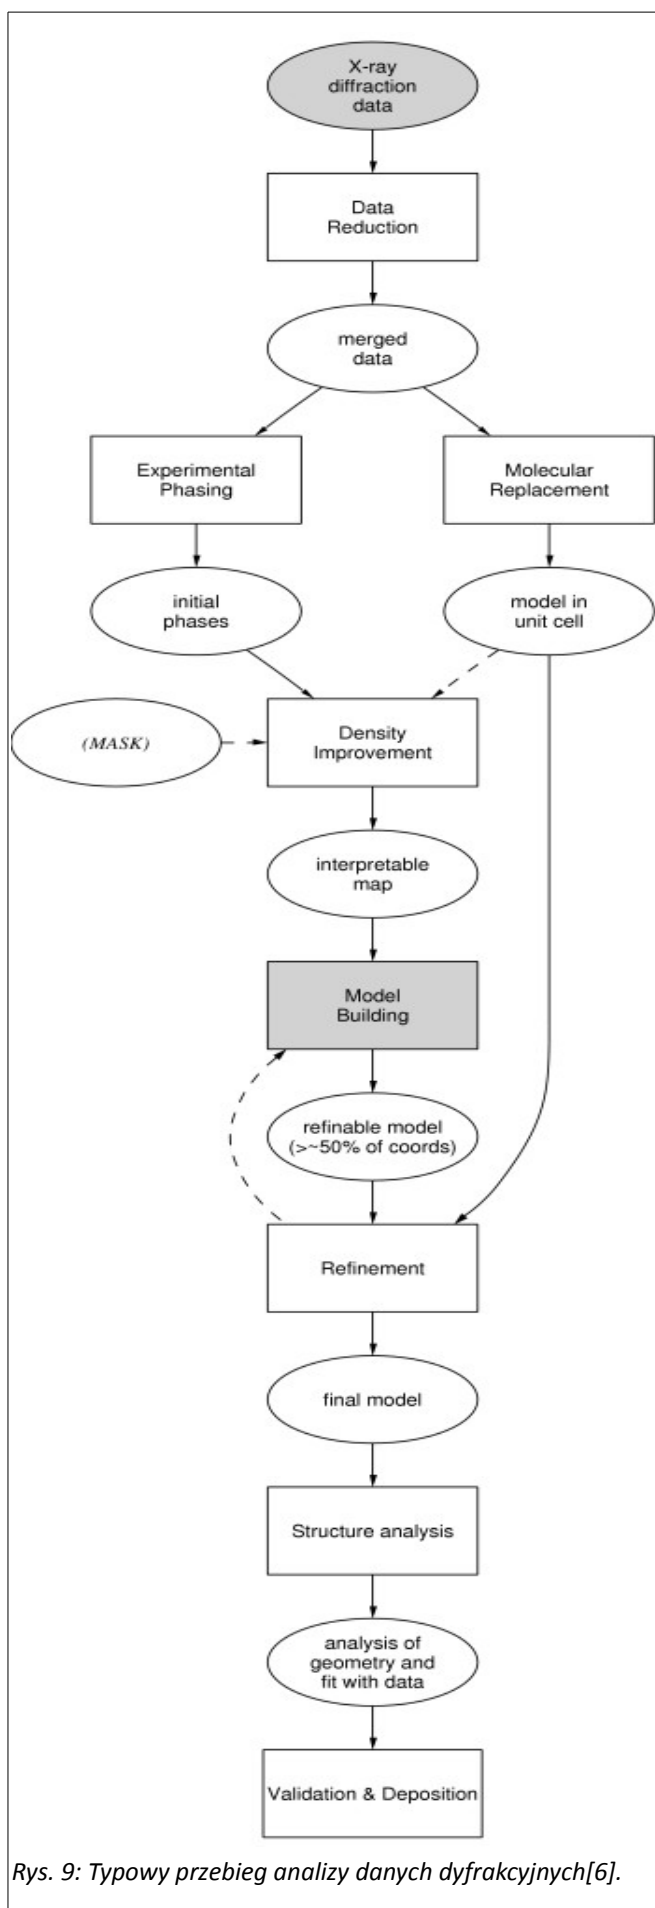 X-ray
diffraction
data
Data
Reduction
merged
data
Experimental
Phasing
Molecular
Replacement
initial
phases
model in
unit cell
(MASK)
Density
Improvement
interpretable
map
Model
Building
refinable model
(>~50% of coords)
Refinement
final model
Structure analysis
analysis of
geometry and
fit with data
Validation & Deposition
Rys. 9: Typowy przebieg analizy danych dyfrakcyjnych[6].